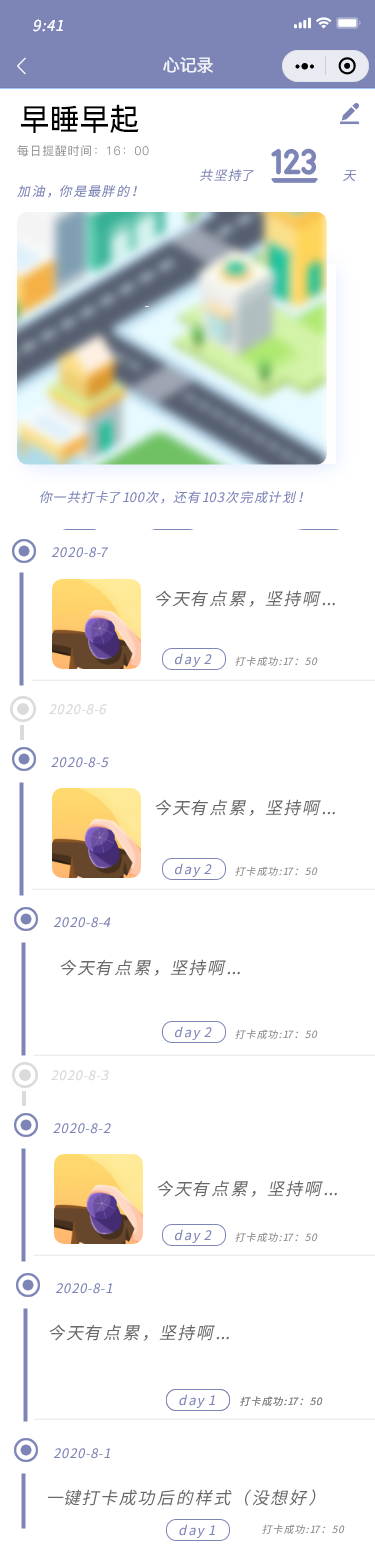 9:41
心记录
早睡早起
每日提醒时间：16：00
共坚持了 123 天
加油，你是最胖的！
你一共打卡了100次，还有103次完成计划！
2020-8-7
今天有点累，坚持啊...
day 2 打卡成功:17：50
2020-8-6
2020-8-5
今天有点累，坚持啊...
day 2 打卡成功:17：50
2020-8-4
今天有点累，坚持啊...
day 2 打卡成功:17：50
2020-8-3
2020-8-2
今天有点累，坚持啊...
day 2 打卡成功:17：50
2020-8-1
今天有点累，坚持啊...
day 1 打卡成功:17：50
2020-8-1
一键打卡成功后的样式（没想好）
day 1 打卡成功:17：50